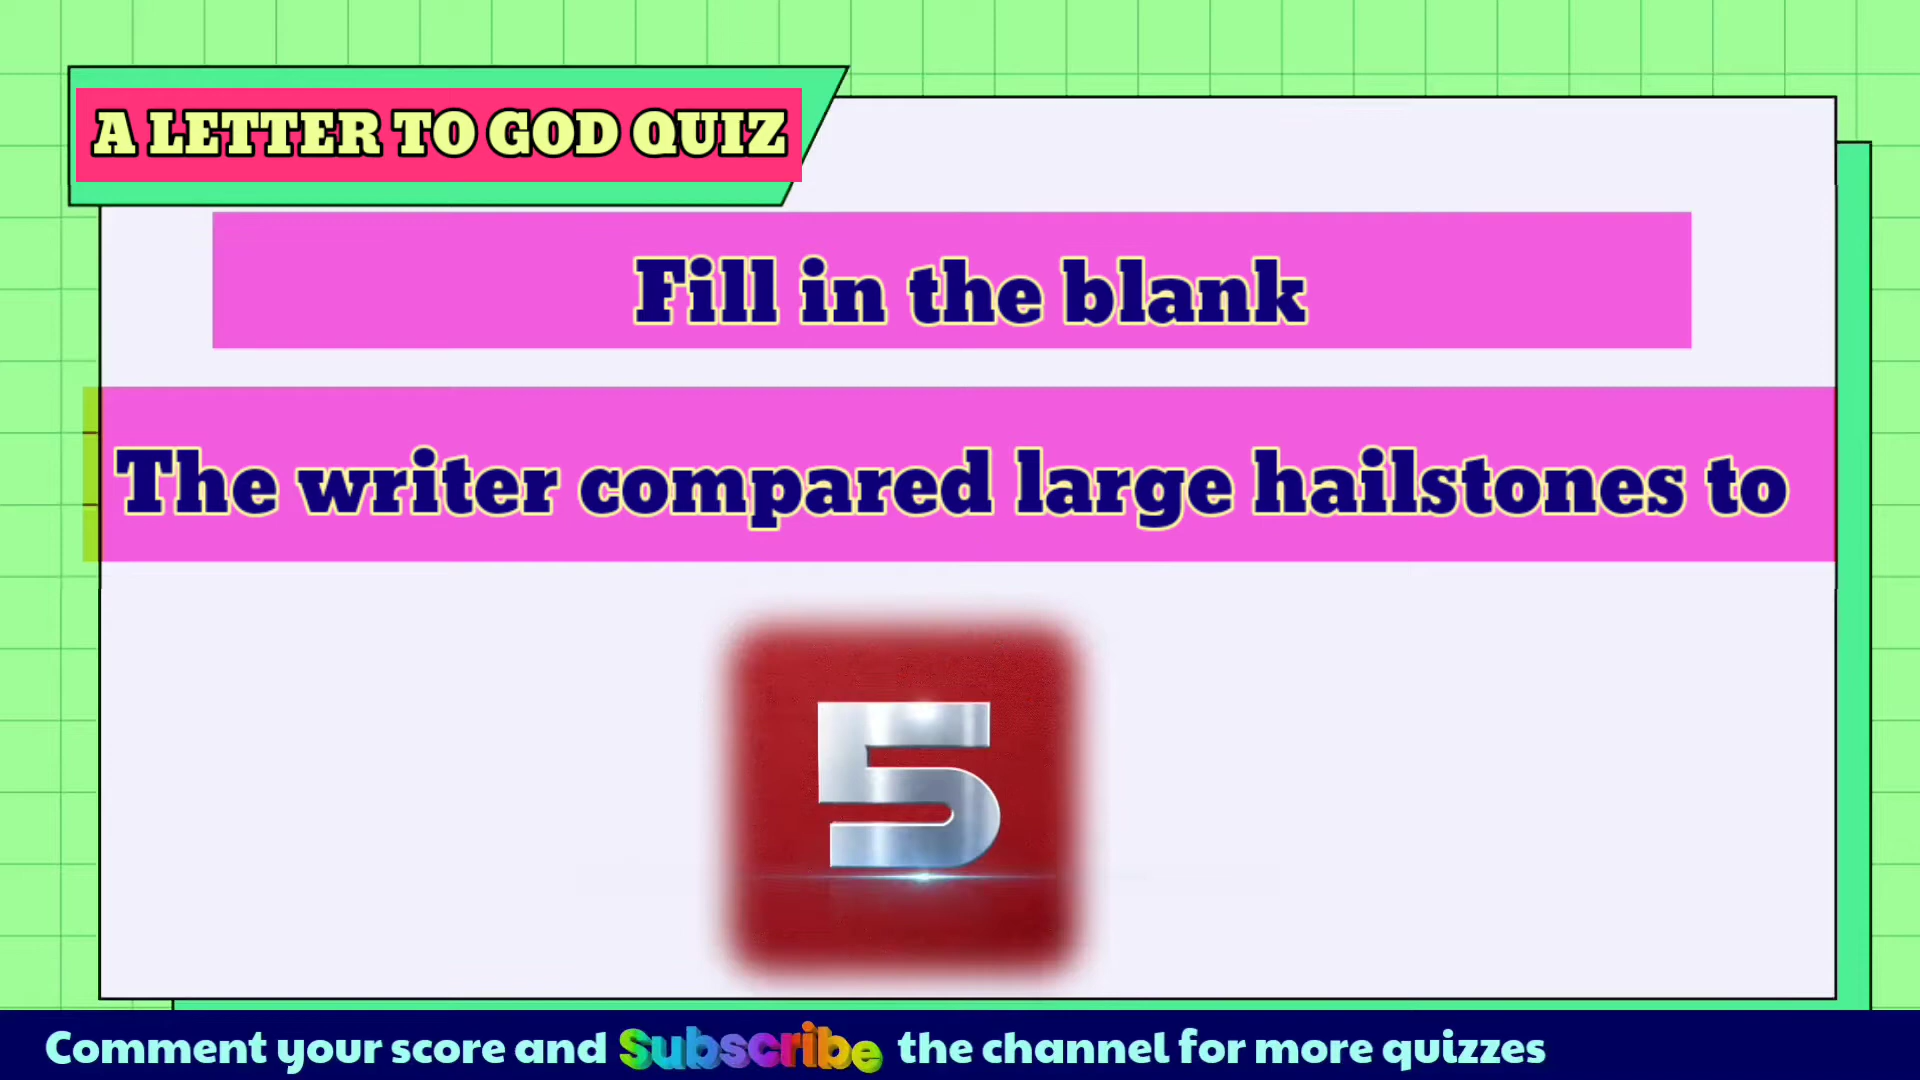 A LETTER TO GOD QUIZ
Fill in the blank
The writer compared large hailstones to
5
Comment your score and Subscribe the channel for more quizzes